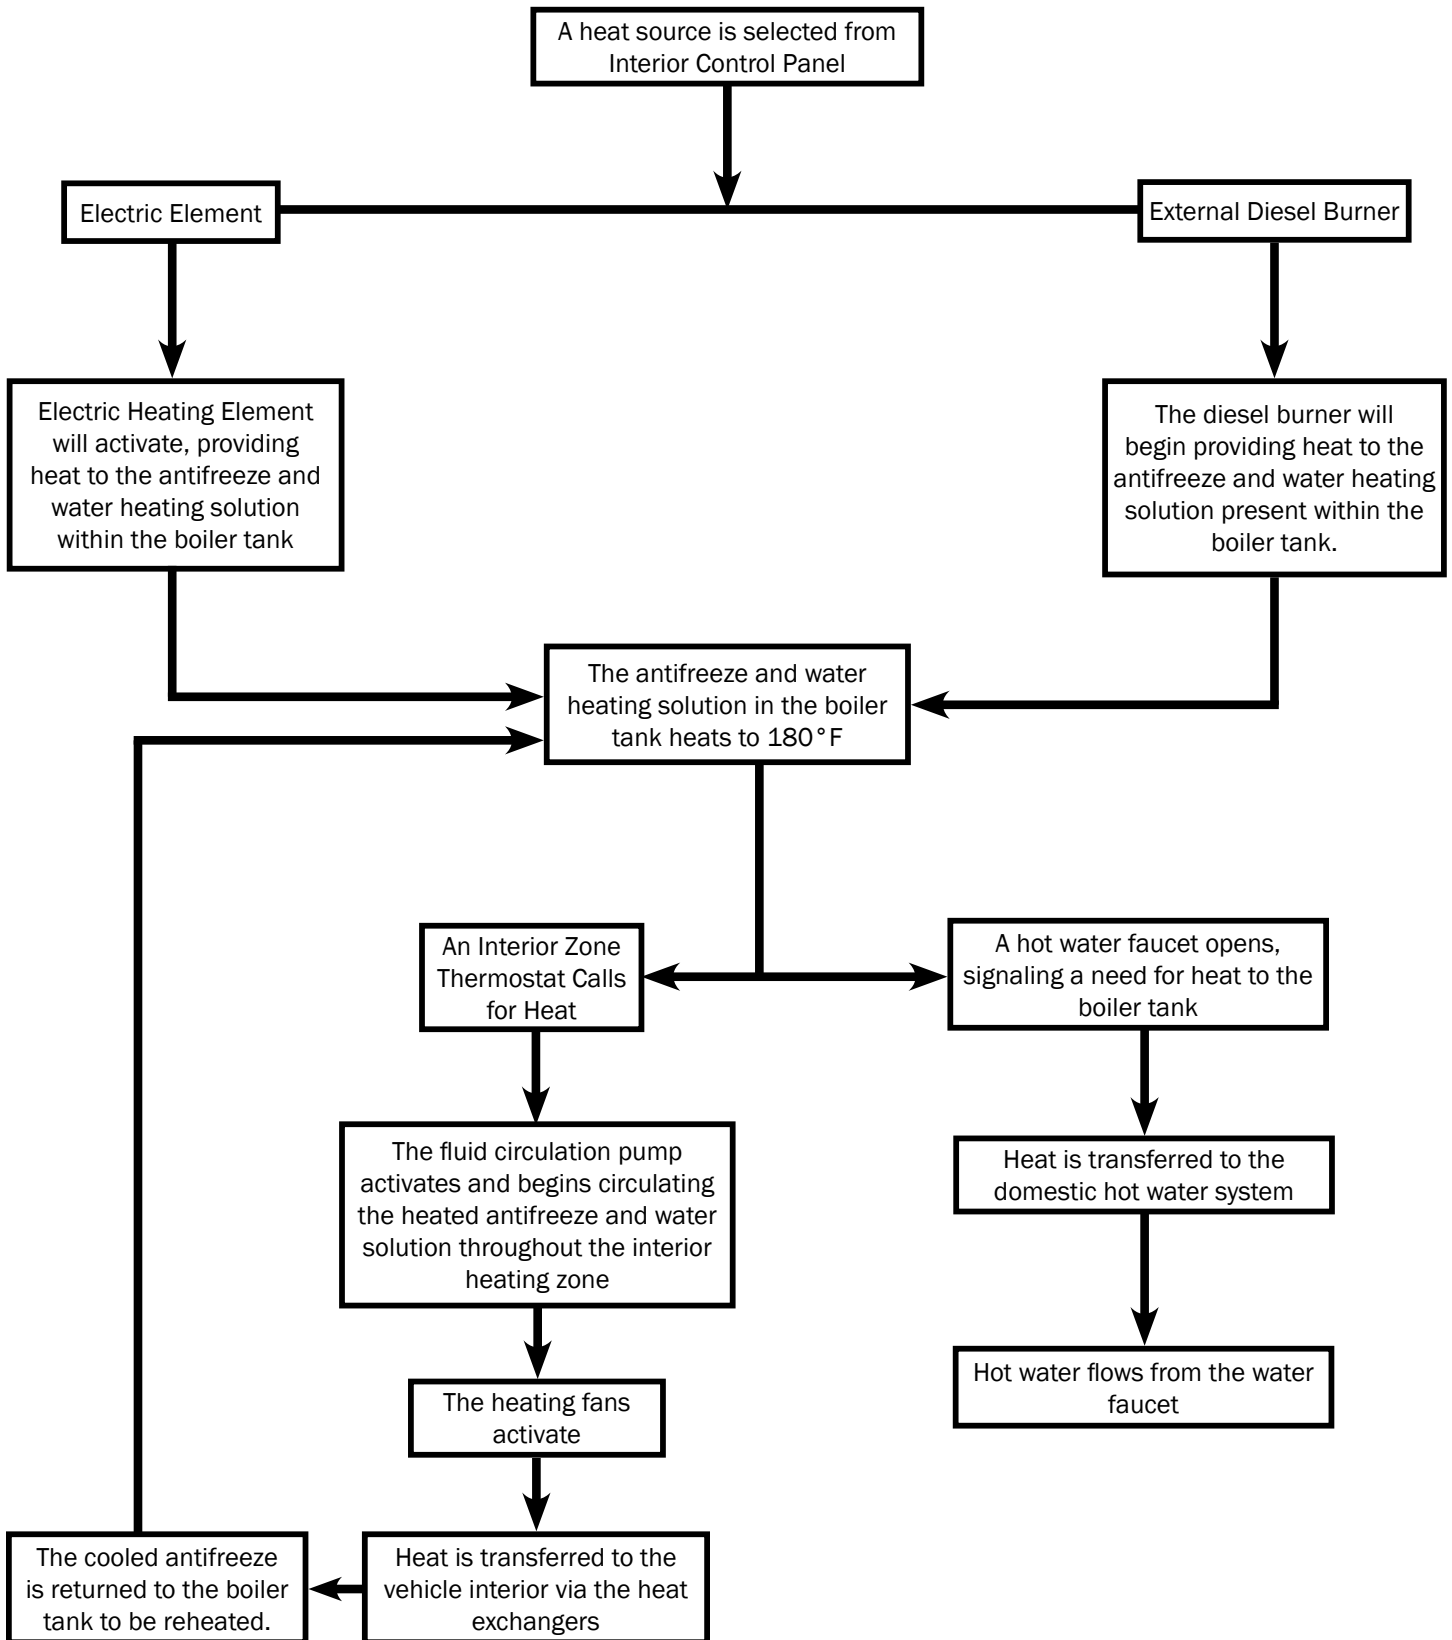 A heat source is selected from
Interior Control Panel
Electric Element
External Diesel Burner
Electric Heating Element
will activate, providing
heat to the antifreeze and
water heating solution
within the boiler tank
The diesel burner will
begin providing heat to the
antifreeze and water heating
solution present within the
boiler tank.
The antifreeze and water
heating solution in the boiler
tank heats to 180°F
An Interior Zone
Thermostat Calls
for Heat
A hot water faucet opens,
signaling a need for heat to the
boiler tank
The fluid circulation pump
activates and begins circulating
the heated antifreeze and water
solution throughout the interior
heating zone
Heat is transferred to the
domestic hot water system
The heating fans
activate
Hot water flows from the water
faucet
The cooled antifreeze
is returned to the boiler
tank to be reheated.
Heat is transferred to the
vehicle interior via the heat
exchangers